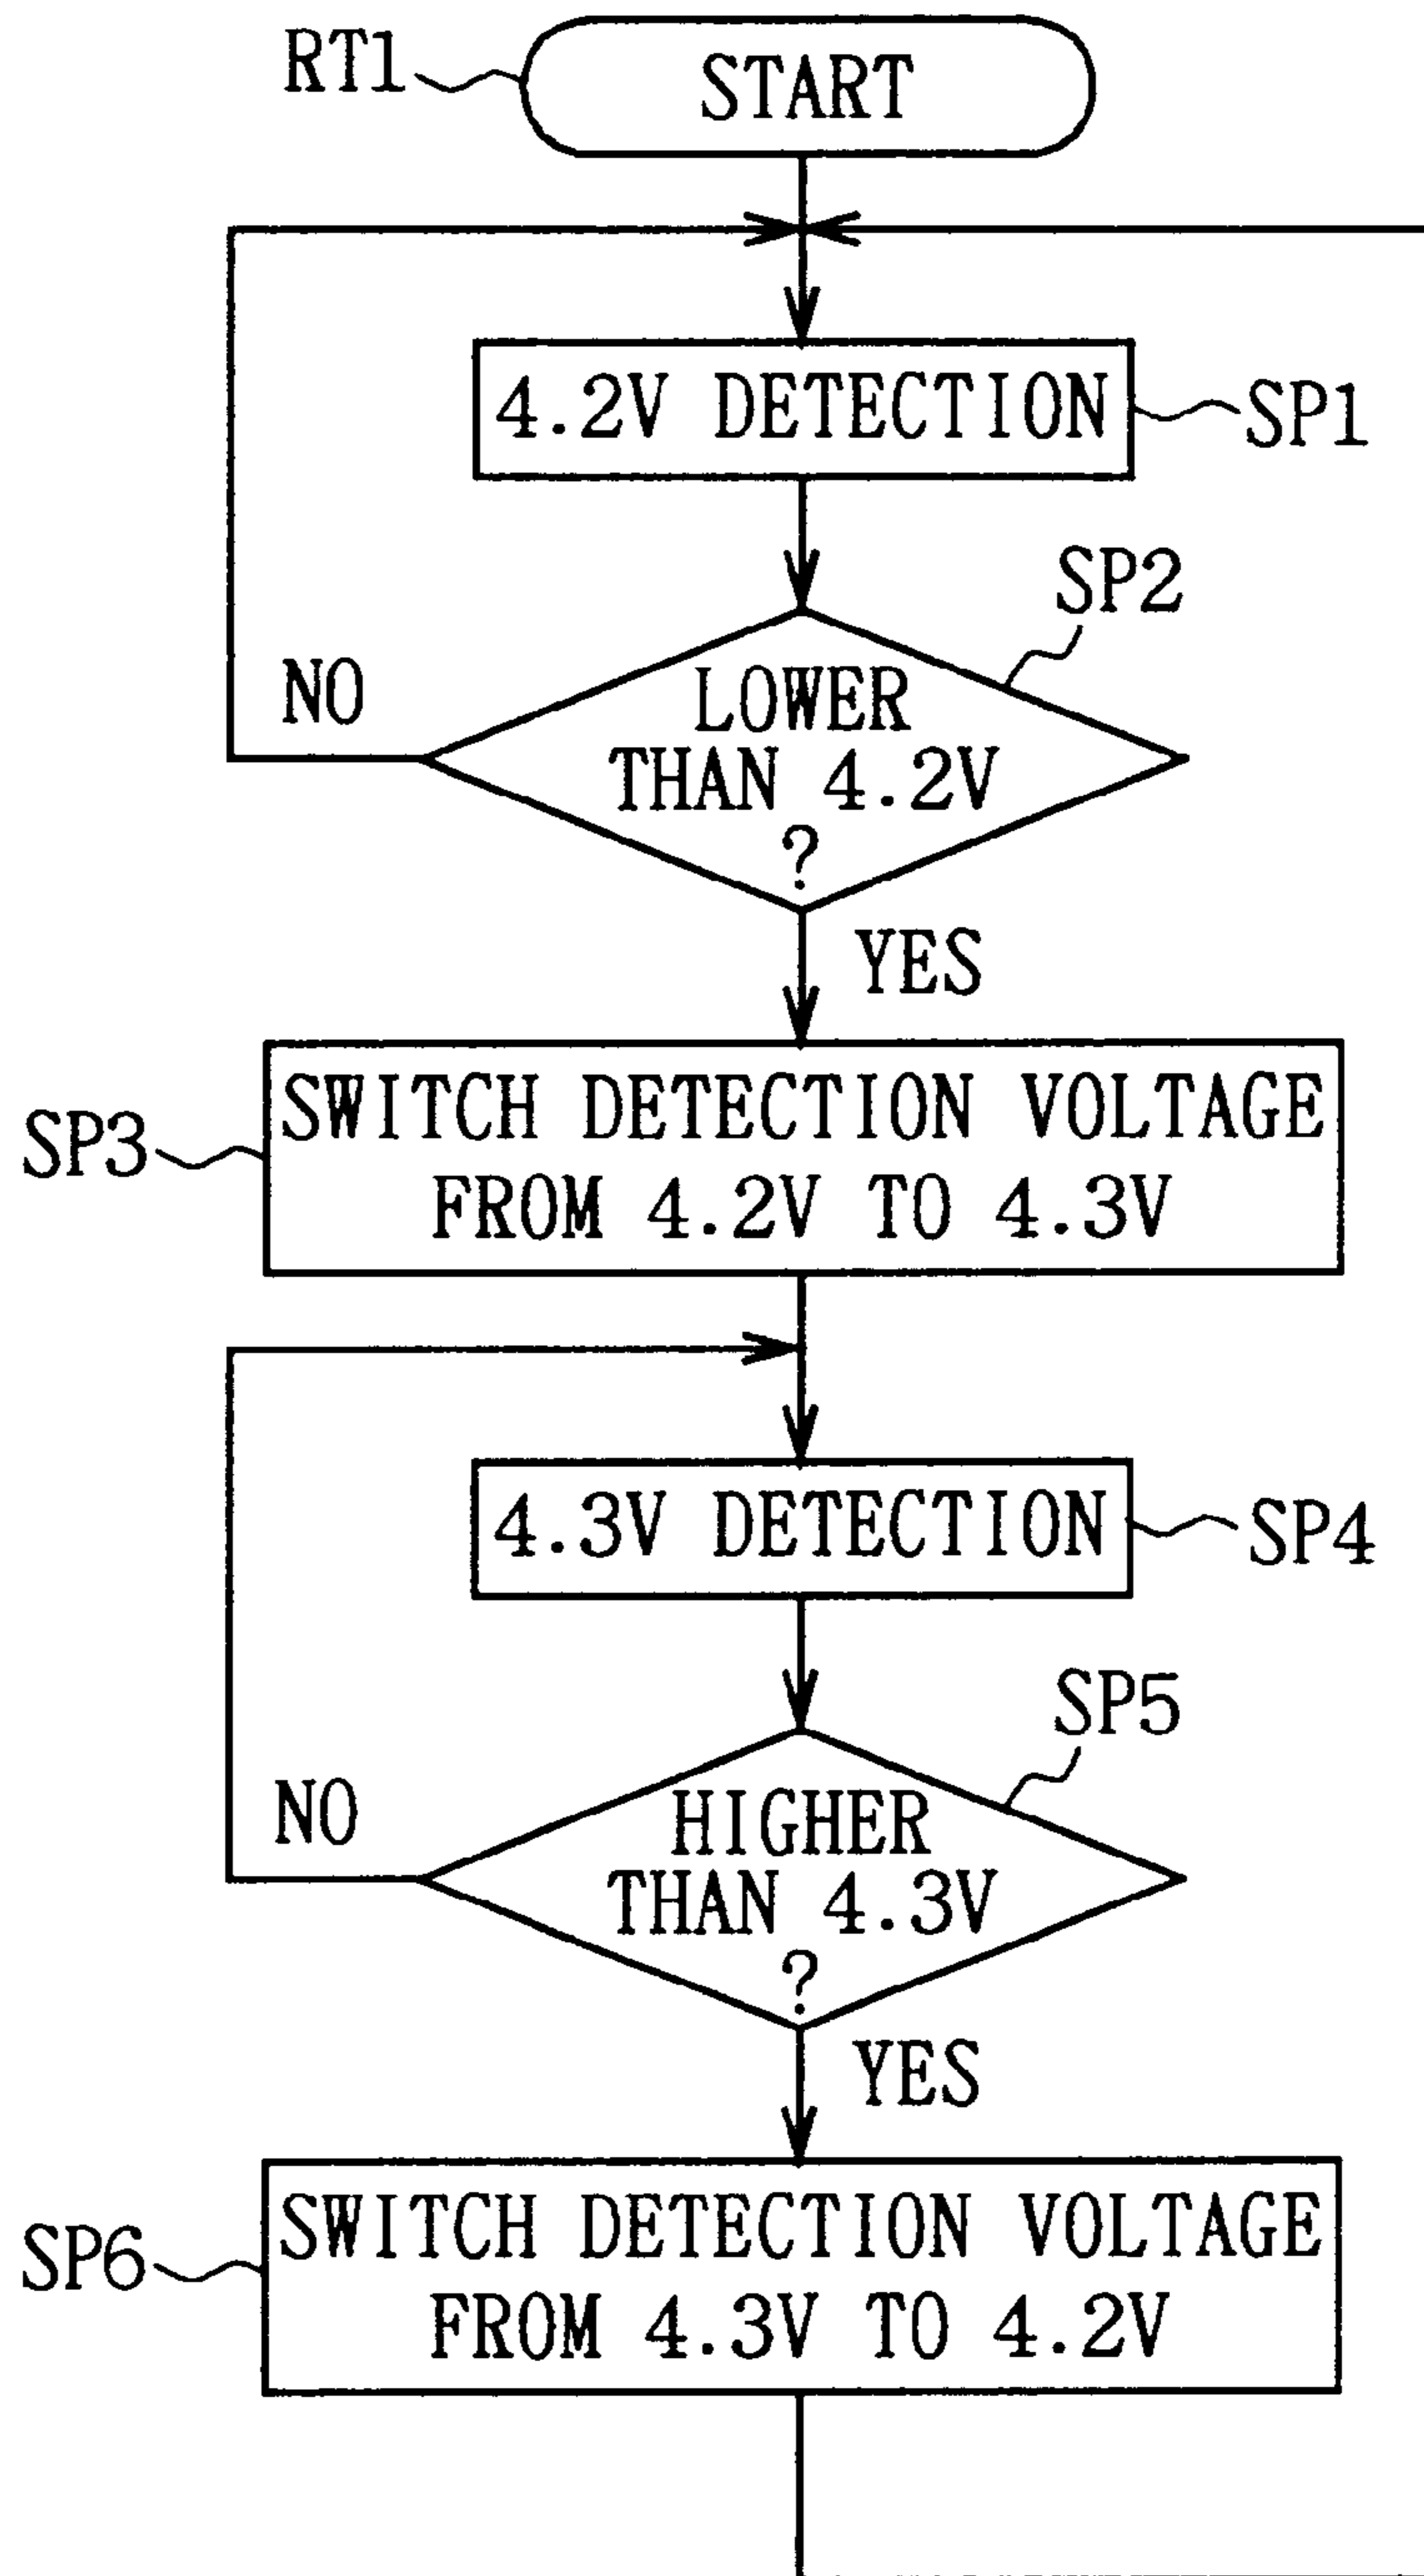 RT1
START
4.2V DETECTION
SP1
SP2
LOWER
THAN 4.2V
?
NO
YES
SP3
SWITCH DETECTION VOLTAGE
FROM 4.2V TO 4.3V
4.3V DETECTION
SP4
SP5
HIGHER
THAN 4.3V
?
NO
YES
SP6
SWITCH DETECTION VOLTAGE
FROM 4.3V TO 4.2V